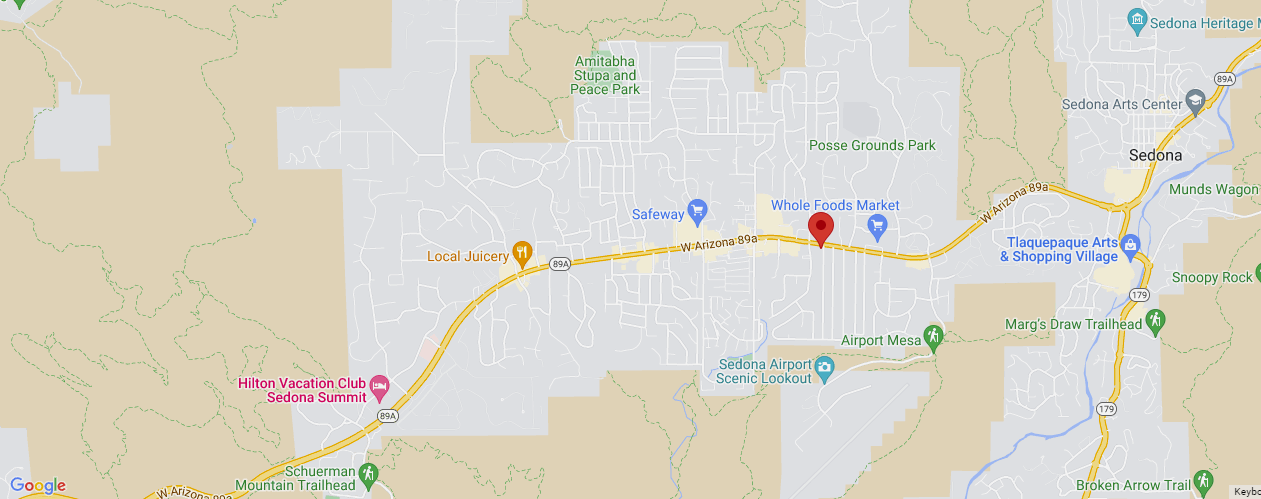 Sedona Heritage M
89A
Amitabha
Stupa and
Peace Park
Sedona Arts Center
Posse Grounds Park
Sedona
W Arizona 89a
Munds Wagon
Whole Foods Market
Safeway
W Arizona 89a
Tlaquepaque Arts
& Shopping Village
Local Juicery
89A
Snoopy Rock
179
Marg's Draw Trailhead
Airport Mesa
Sedona Airport
Scenic Lookout
Hilton Vacation Club
Sedona Summit
89A
179
Schuerman
Mountain Trailhead
Broken Arrow Trail
Google
W Arizona 89a
Keybo